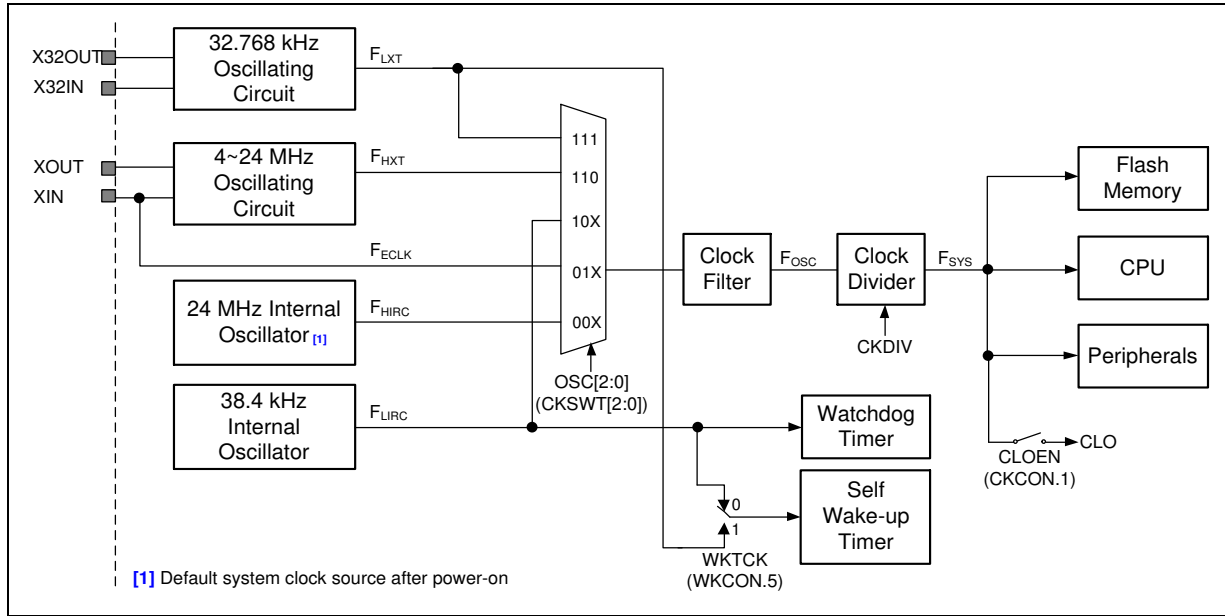 X32OUT
X32IN
32.768 kHz
Oscillating
Circuit
FLXT
XOUT
XIN
4~24 MHz
Oscillating
Circuit
FHXT
FECLK
24 MHz Internal
Oscillator [1]
FHIRC
38.4 kHz
Internal
Oscillator
FLIRC
111
110
10X
01X
00X
OSC[2:0]
(CKSWT[2:0])
Clock
Filter
FOSC
Clock
Divider
CKDIV
FSYS
Flash
Memory
CPU
Peripherals
CLO
CLOEN
(CKCON.1)
Watchdog
Timer
0
1
WKTCK
(WKCON.5)
Self
Wake-up
Timer
[1] Default system clock source after power-on